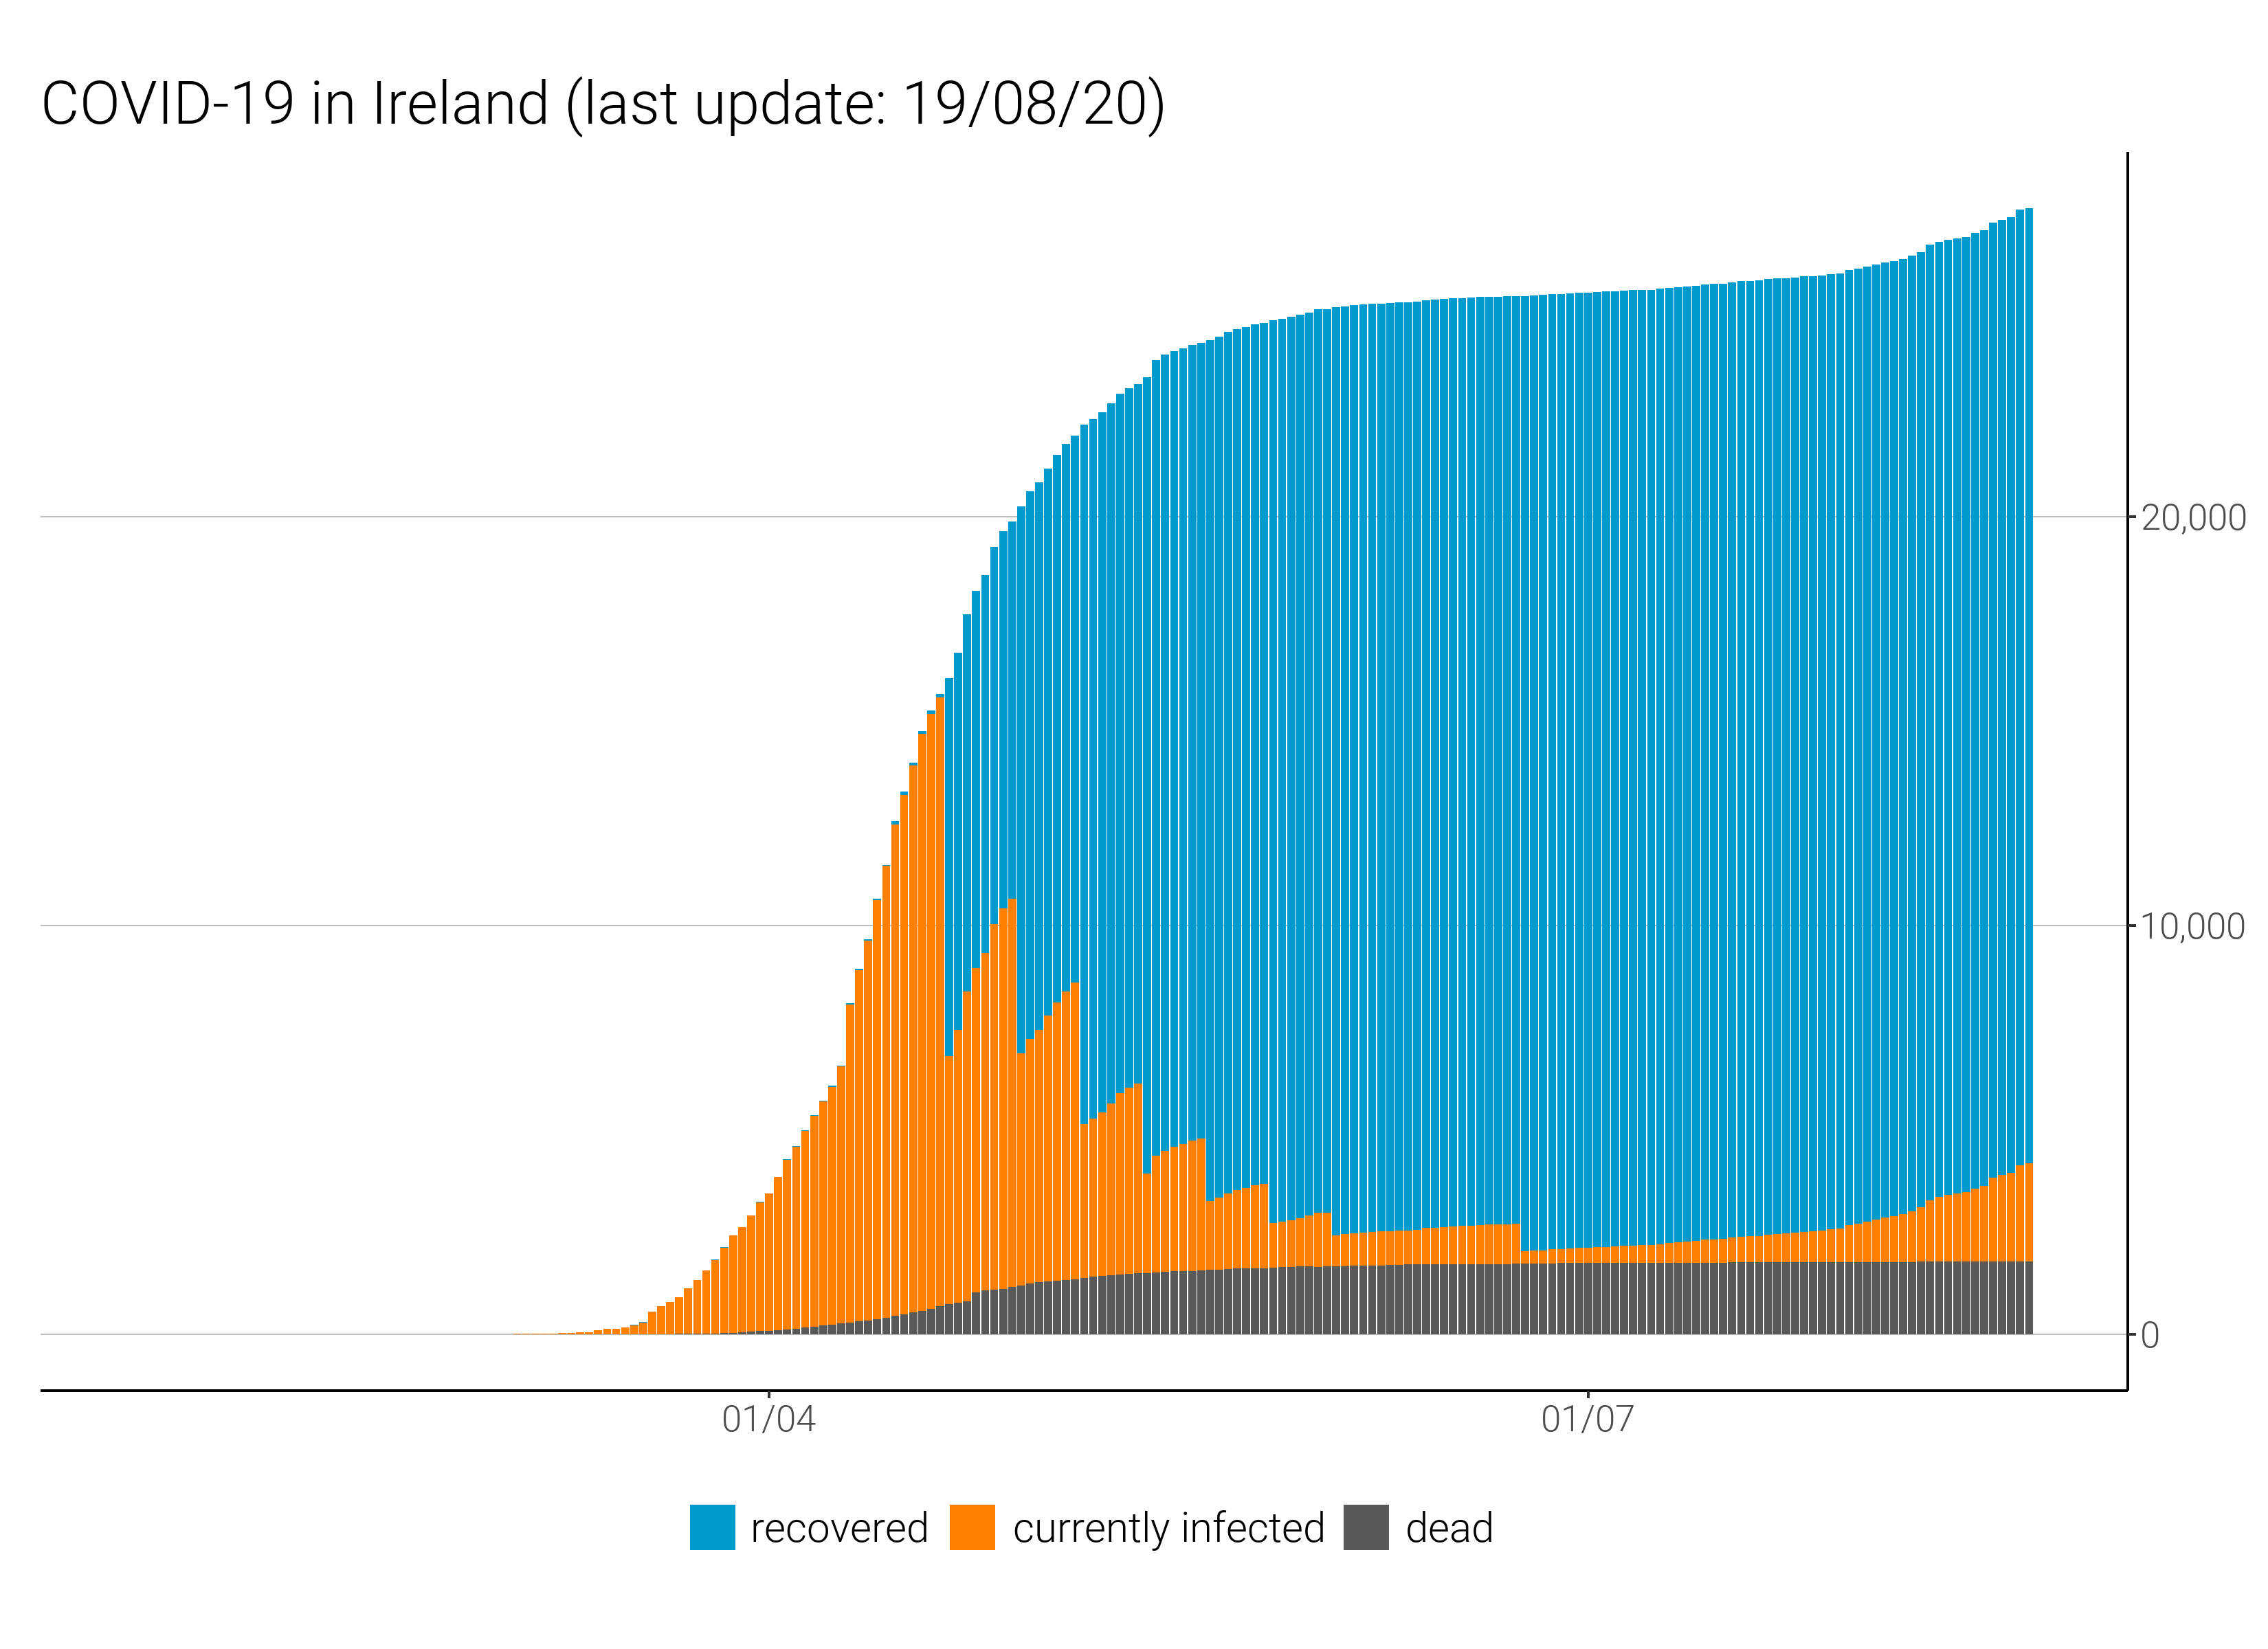 COVID-19 in Ireland (last update: 19/08/20)
20,000
10,000
0
01/04 01/07
recovered currently infected dead